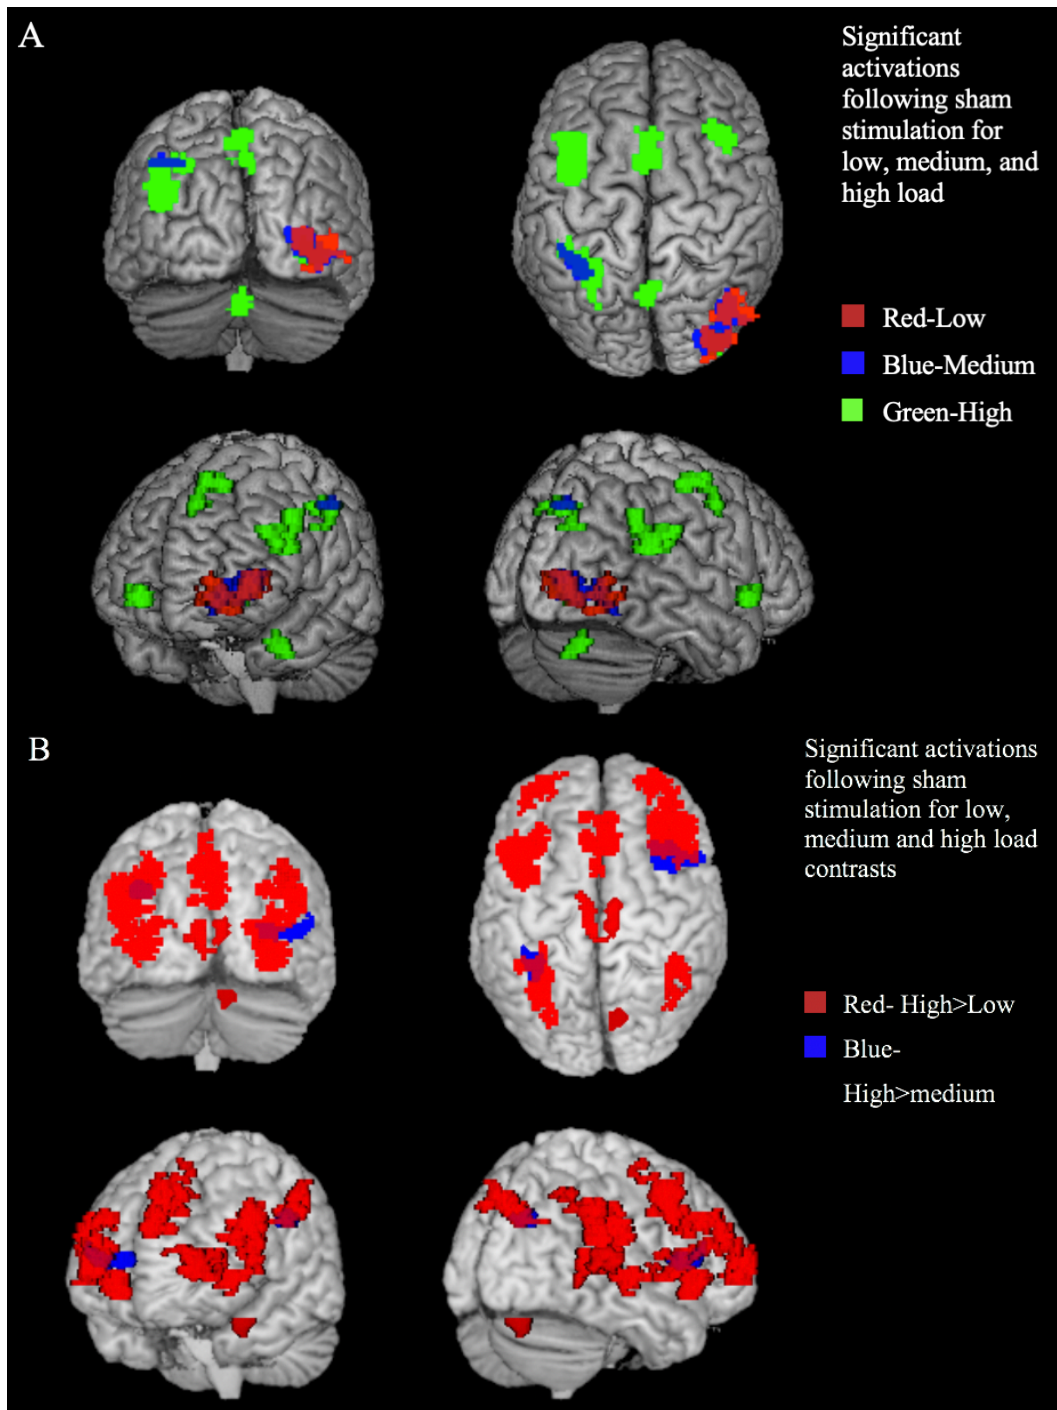 A
Significant
activations
following sham
stimulation for
low, medium, and
high load
Red-Low
Blue-Medium
Green-High
B
Significant activations
following sham
stimulation for low,
medium and high load
contrasts
Red- High>Low
Blue-
High>medium